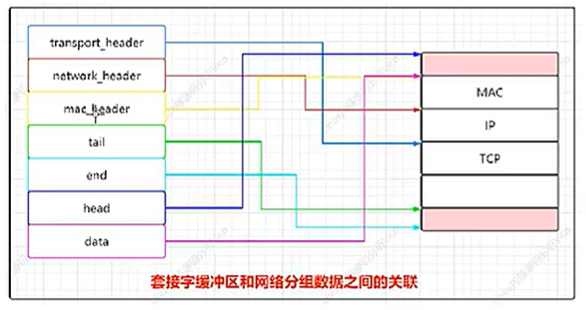 transport_header
network_header
mac_header
tail
end
head
data
MAC
IP
TCP
套接字缓冲区和网络分组数据之间的关联